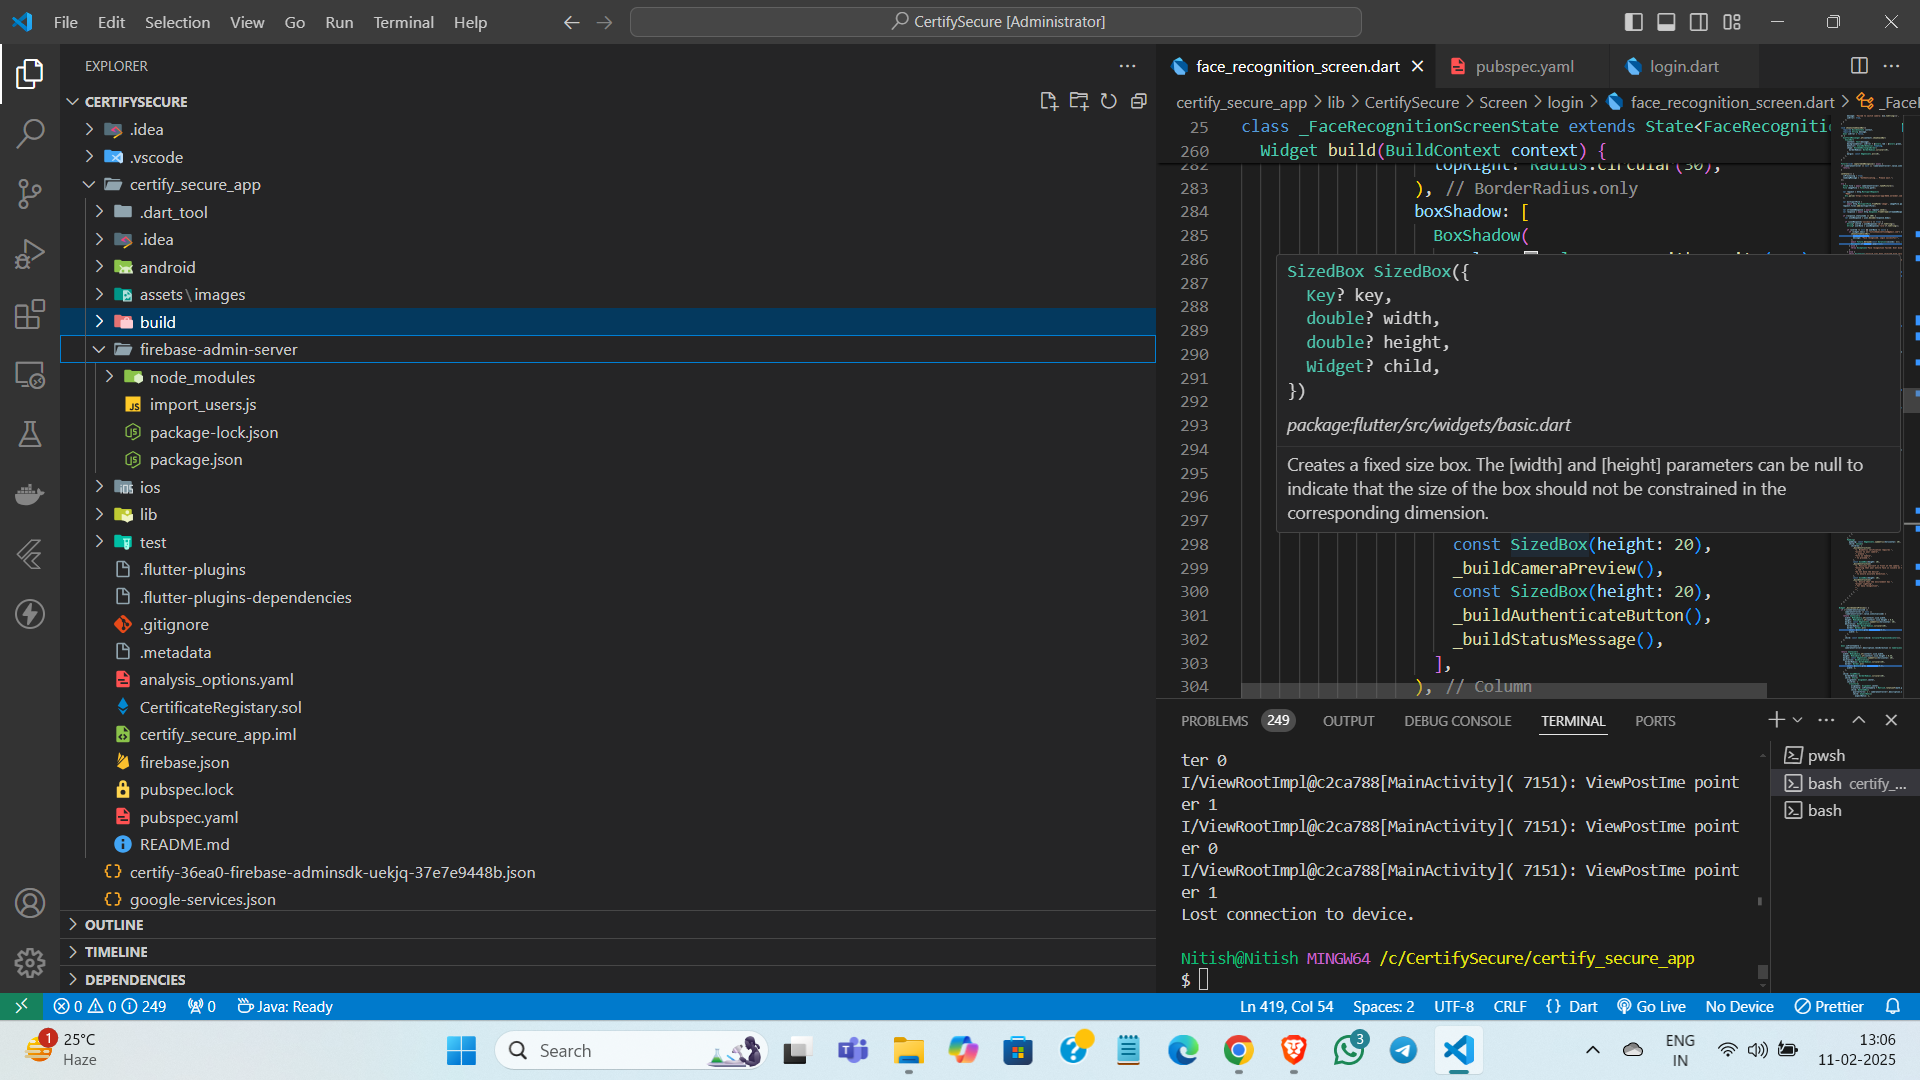 File Edit Selection View Go Run Terminal Help
CertifySecure [Administrator]
EXPLORER
CERTIFYSECURE
.idea
.vscode
certify_secure_app
.dart_tool
.idea
android
assets\images
build
firebase-admin-server
node_modules
import_users.js
package-lock.json
package.json
ios
lib
test
.flutter-plugins
.flutter-plugins-dependencies
.gitignore
.metadata
analysis_options.yaml
CertificateRegistary.sol
certify_secure_app.iml
firebase.json
pubspec.lock
pubspec.yaml
README.md
certify-36ea0-firebase-adminsdk-uekjq-37e7e9448b.json
google-services.json
OUTLINE
TIMELINE
DEPENDENCIES
face_recognition_screen.dart pubspec.yaml login.dart
certify_secure_app > lib > CertifySecure > Screen > login > face_recognition_screen.dart > _FaceR
25 class _FaceRecognitionScreenState extends State<FaceRecogniti
260 Widget build(BuildContext context) {
282 topRight: Radius.circular(30),
283 ), // BorderRadius.only
284 boxShadow: [
285 BoxShadow(
286
287
288
289
290
291
292
293
294
295
296
297
SizedBox SizedBox({
Key? key,
double? width,
double? height,
Widget? child,
})
package:flutter/src/widgets/basic.dart
Creates a fixed size box. The [width] and [height] parameters can be null to
indicate that the size of the box should not be constrained in the
corresponding dimension.
298 const SizedBox(height: 20),
299 _buildCameraPreview(),
300 const SizedBox(height: 20),
301 _buildAuthenticateButton(),
302 _buildStatusMessage(),
303 ],
304 ), // Column
PROBLEMS 249 OUTPUT DEBUG CONSOLE TERMINAL PORTS
ter 0
I/ViewRootImpl@c2ca788[MainActivity]( 7151): ViewPostIme point
er 1
I/ViewRootImpl@c2ca788[MainActivity]( 7151): ViewPostIme point
er 0
I/ViewRootImpl@c2ca788[MainActivity]( 7151): ViewPostIme point
er 1
Lost connection to device.
Nitish@Nitish MINGW64 /c/CertifySecure/certify_secure_app
$
pwsh
bash certify_...
bash
0 0 249 0 Java: Ready
Ln 419, Col 54 Spaces: 2 UTF-8 CRLF {} Dart Go Live No Device Prettier
1
25°C
Haze
Search
3
ENG
IN
13:06
11-02-2025